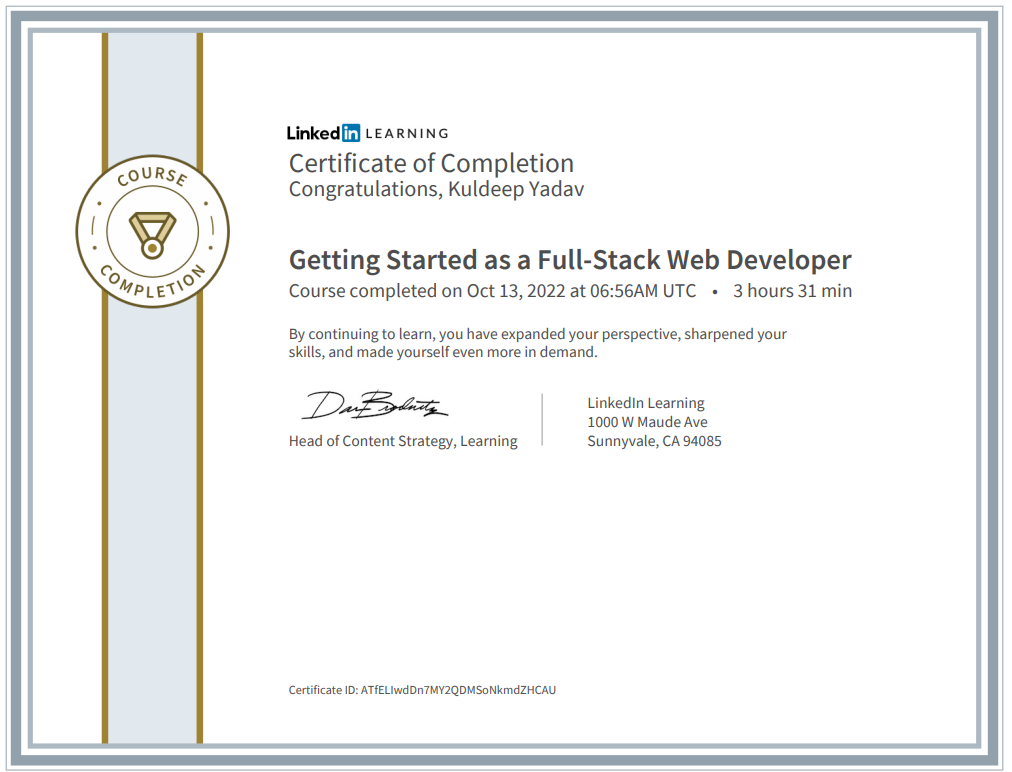 COURSE
COMPLETION
Linkedin LEARNING
Certificate of Completion
Congratulations, Kuldeep Yadav
Getting Started as a Full-Stack Web Developer
Course completed on Oct 13, 2022 at 06:56AM UTC • 3 hours 31 min
By continuing to learn, you have expanded your perspective, sharpened your
skills, and made yourself even more in demand.
Head of Content Strategy, Learning
LinkedIn Learning
1000 W Maude Ave
Sunnyvale, CA 94085
Certificate ID: ATfELIwdDn7MY2QDMSoNkmdZHCAU